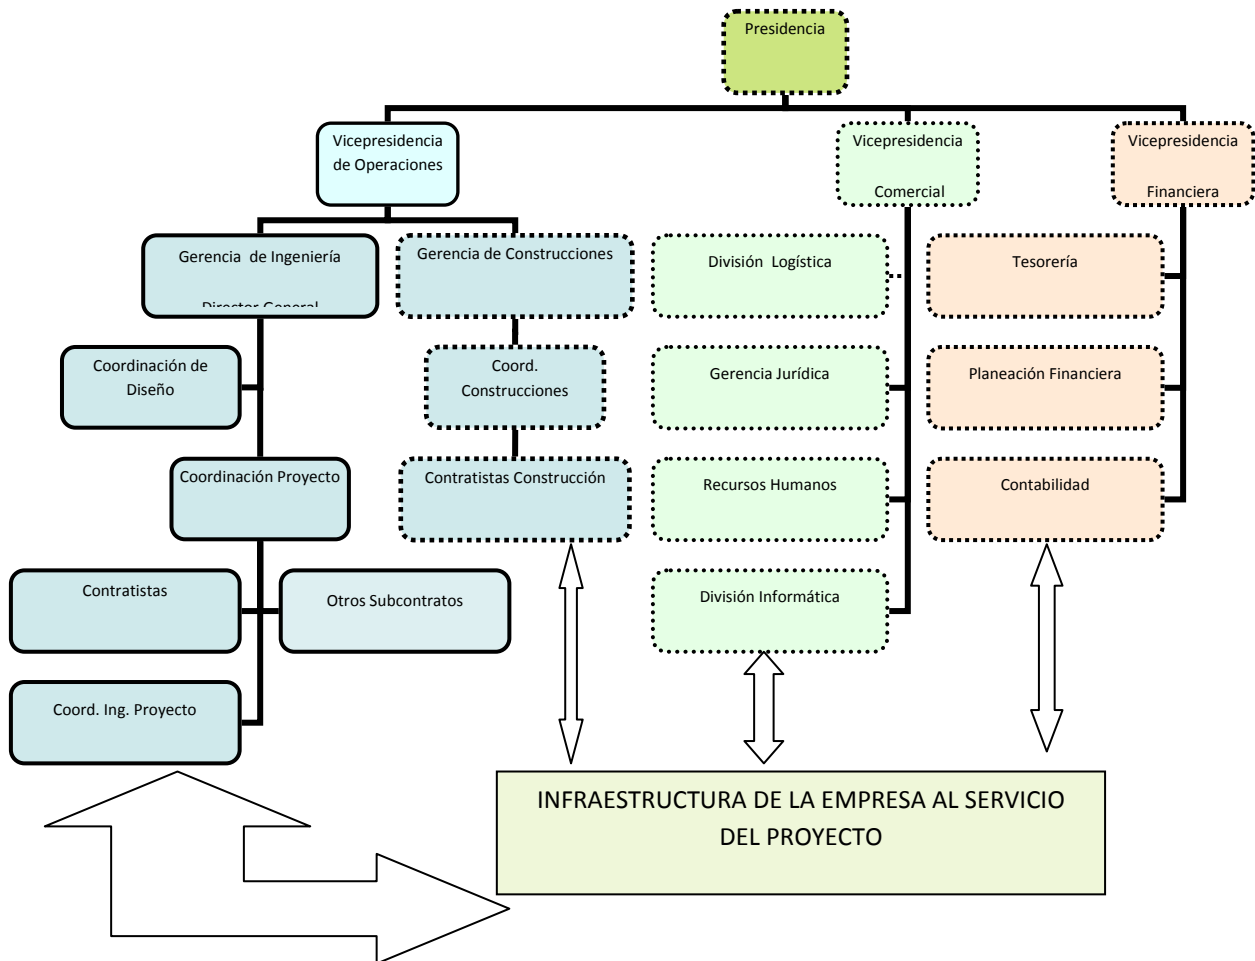 Presidencia
Vicepresidencia
de Operaciones
Vicepresidencia
Comercial
Vicepresidencia
Financiera
Gerencia de Ingeniería
Director General
Gerencia de Construcciones
División Logística
Tesorería
Coordinación de
Diseño
Coord.
Construcciones
Gerencia Jurídica
Planeación Financiera
Coordinación Proyecto
Contratistas Construcción
Recursos Humanos
Contabilidad
Contratistas
Otros Subcontratos
División Informática
Coord. Ing. Proyecto
INFRAESTRUCTURA DE LA EMPRESA AL SERVICIO
DEL PROYECTO